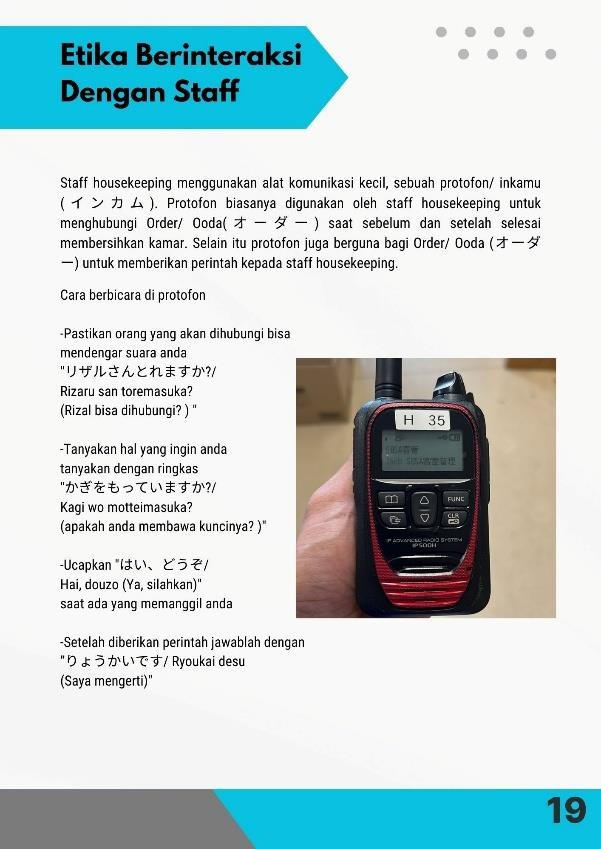 Etika Berinteraksi
Dengan Staff
Staff housekeeping menggunakan alat komunikasi kecil, sebuah protofon/ inkamu
(インカム). Protofon biasanya digunakan oleh staff housekeeping untuk
menghubungi Order/ Ooda(オーダー) saat sebelum dan setelah selesai
membersihkan kamar. Selain itu protofon juga berguna bagi Order/ Ooda (オーダ
ー) untuk memberikan perintah kepada staff housekeeping.
Cara berbicara di protofon
-Pastikan orang yang akan dihubungi bisa
mendengar suara anda
"リザルさんとれますか?/
Rizaru san toremasuka?
(Rizal bisa dihubungi? ) "
-Tanyakan hal yang ingin anda
tanyakan dengan ringkas
"かぎをもっていますか?/
Kagi wo motteimasuka?
(apakah anda membawa kuncinya? )"
-Ucapkan "はい、どうぞ/
Hai, douzo (Ya, silahkan)"
saat ada yang memanggil anda
-Setelah diberikan perintah jawablah dengan
"りょうかいです/ Ryoukai desu
(Saya mengerti)"
H 35
FUNC
CLR
IP ADVANCED RADIO SYSTEM
IP500H
19